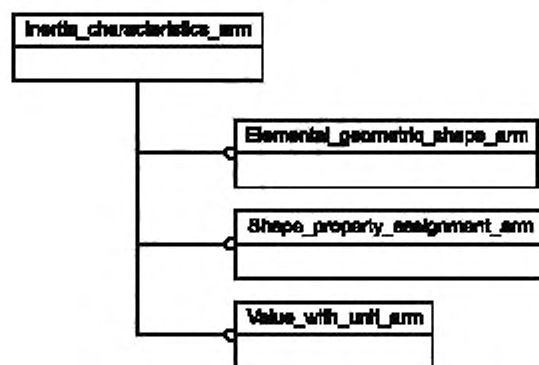 Inertia_characteristics_arm
Elemental_geometric_shape_arm
Shape_property_assignment_arm
Value_with_unit_arm